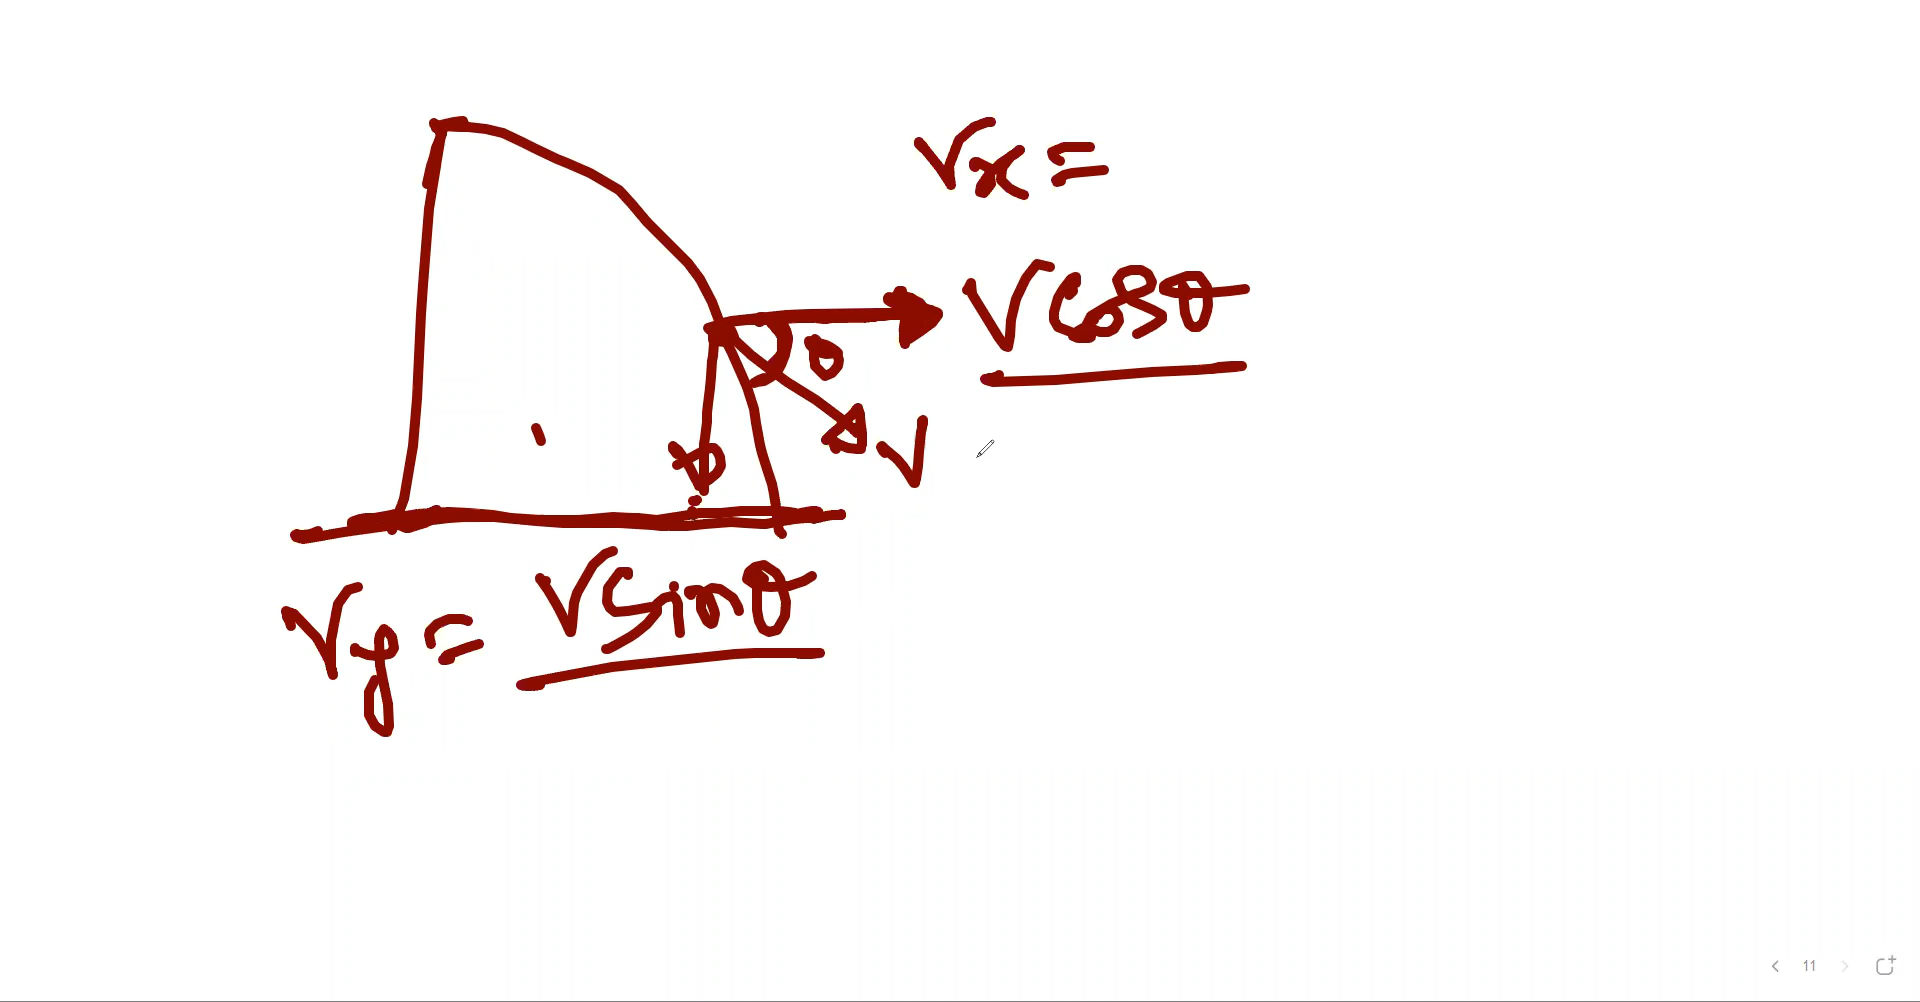 Vx =
Vcosθ
θ
V
Vy = Vsinθ
11